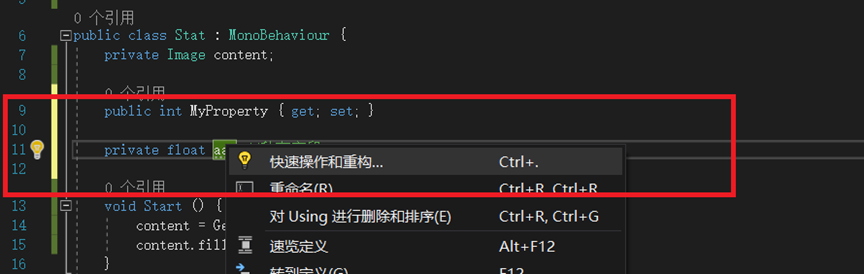 0 个引用
6 public class Stat : MonoBehaviour {
7 private Image content;
8
0 个引用
9 public int MyProperty { get; set; }
10
11 private float aa
快速操作和重构... Ctrl+.
12
重命名(R) Ctrl+R, Ctrl+R
0 个引用
13 void Start () {
对 Using 进行删除和排序(E) Ctrl+R, Ctrl+G
14 content = Ge
15 content.fill
速览定义 Alt+F12
16 }
转到定义(G) F12